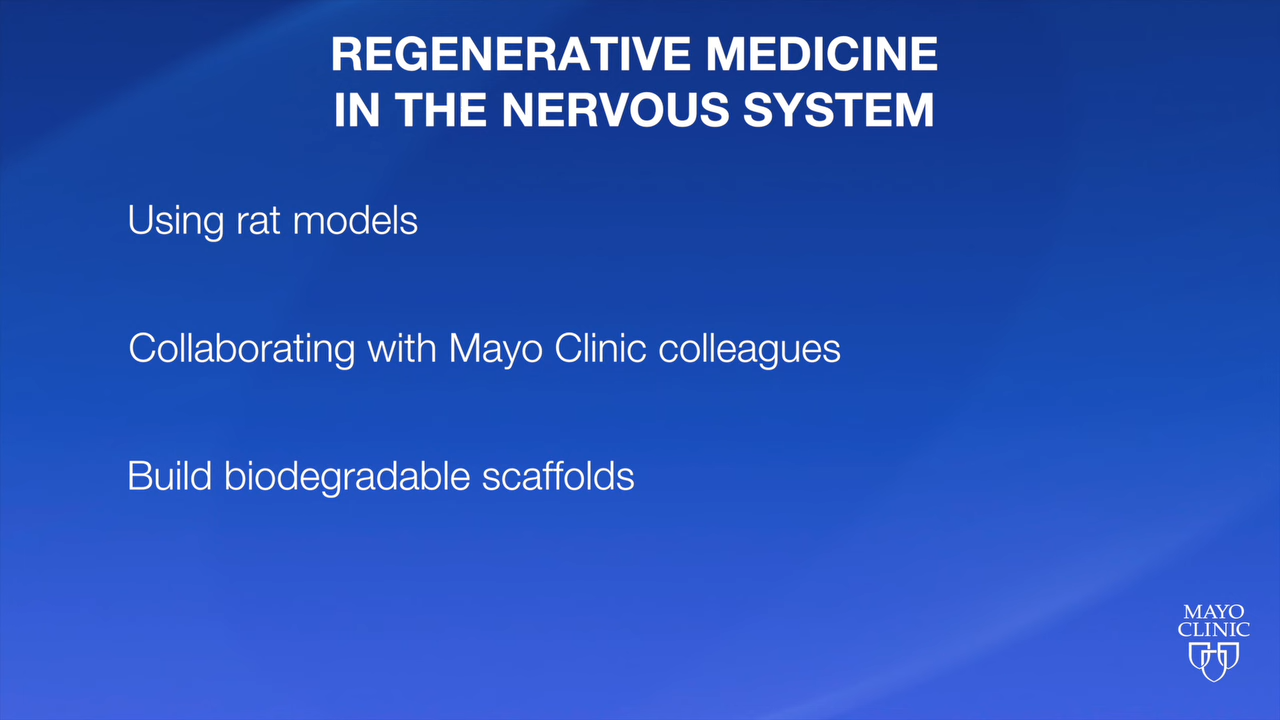 REGENERATIVE MEDICINE
IN THE NERVOUS SYSTEM
Using rat models
Collaborating with Mayo Clinic colleagues
Build biodegradable scaffolds
MAYO
CLINIC